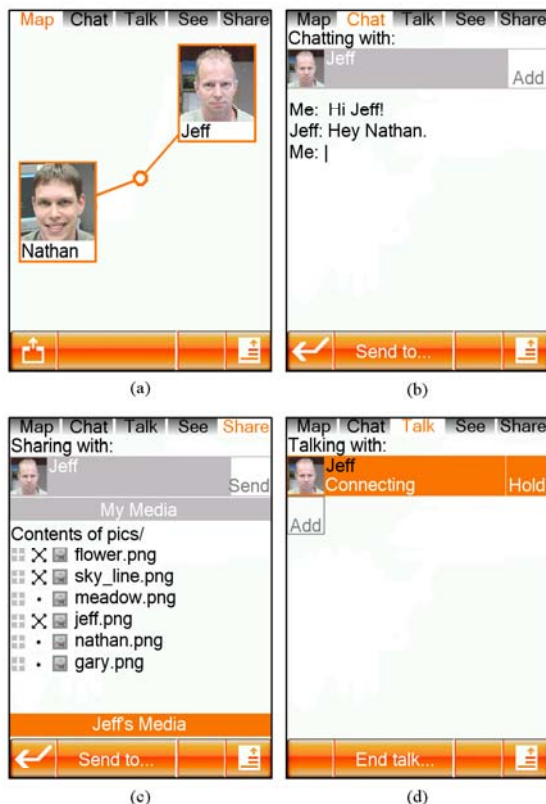 Map Chat Talk See Share
Jeff
Nathan
(a)
Map Chat Talk See Share
Chatting with:
Jeff
Add
Me: Hi Jeff!
Jeff: Hey Nathan.
Me: |
Send to...
(b)
Map Chat Talk See Share
Sharing with:
Jeff
Send
My Media
Contents of pics/
flower.png
sky_line.png
meadow.png
jeff.png
nathan.png
gary.png
Jeff's Media
Send to...
(c)
Map Chat Talk See Share
Talking with:
Jeff
Connecting Hold
Add
End talk...
(d)